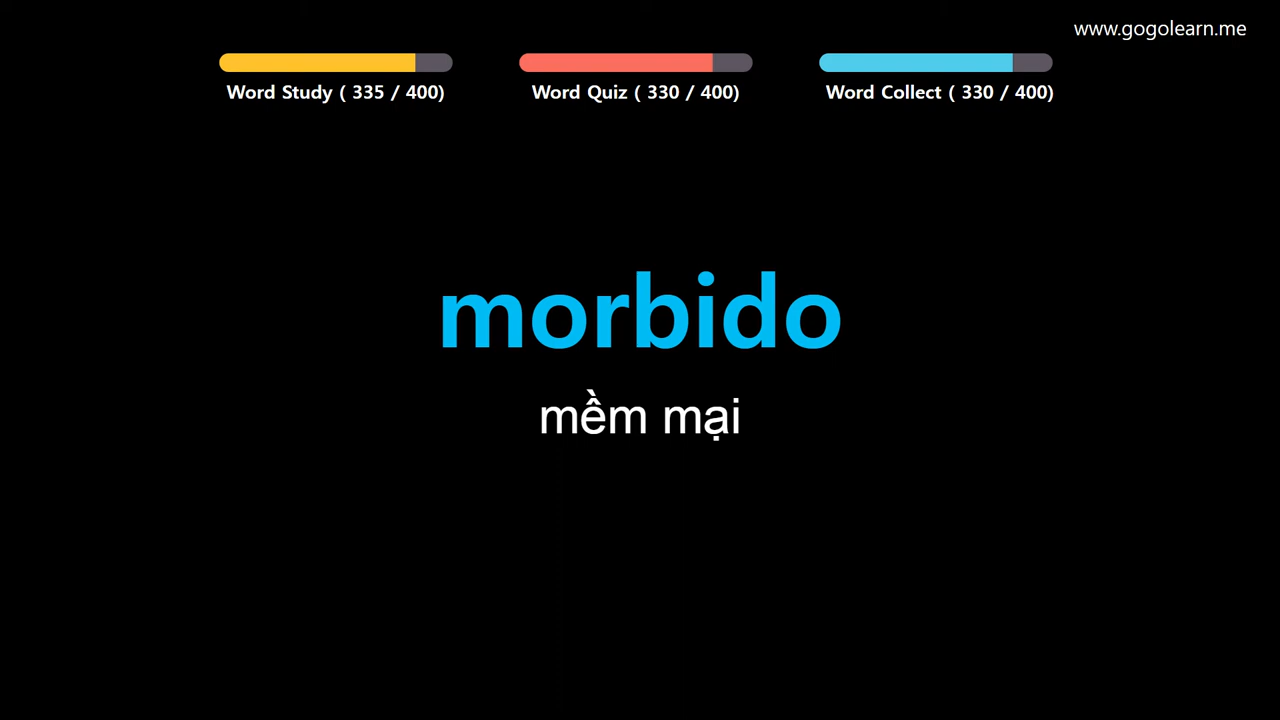 www.gogolearn.me
Word Study ( 335 / 400)
Word Quiz ( 330 / 400)
Word Collect ( 330 / 400)
morbido
mềm mại